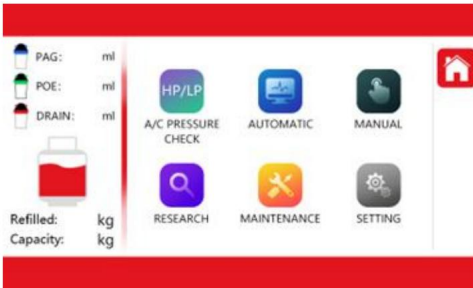 PAG: ml
POE: ml
DRAIN: ml
Refilled: kg
Capacity: kg
HP/LP
A/C PRESSURE
CHECK
AUTOMATIC
MANUAL
RESEARCH
MAINTENANCE
SETTING